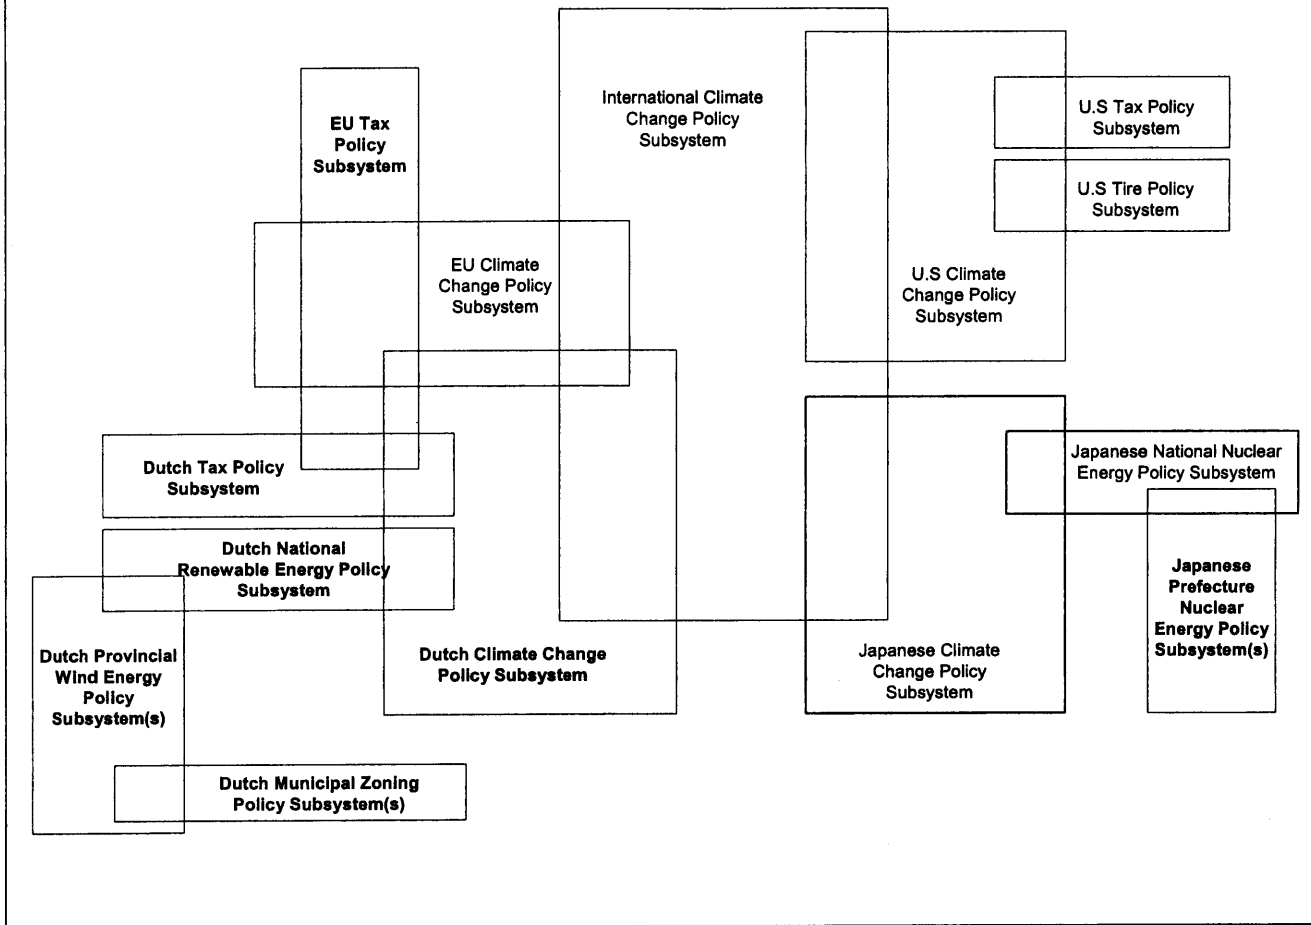 International Climate
Change Policy
Subsystem
EU Tax
Policy
Subsystem
U.S Tax Policy
Subsystem
U.S Tire Policy
Subsystem
EU Climate
Change Policy
Subsystem
U.S Climate
Change Policy
Subsystem
Dutch Tax Policy
Subsystem
Japanese National Nuclear
Energy Policy Subsystem
Dutch National
Renewable Energy Policy
Subsystem
Japanese
Prefecture
Nuclear
Energy Policy
Subsystem(s)
Dutch Provincial
Wind Energy
Policy
Subsystem(s)
Dutch Climate Change
Policy Subsystem
Japanese Climate
Change Policy
Subsystem
Dutch Municipal Zoning
Policy Subsystem(s)